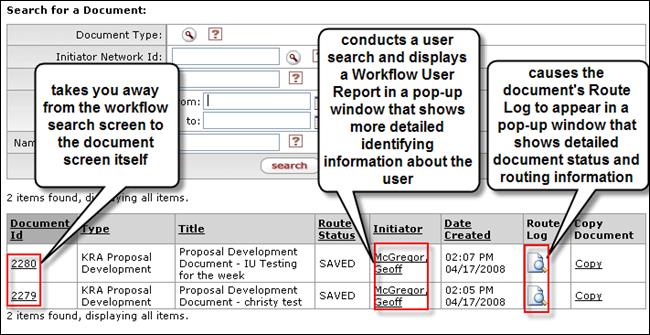 Search for a Document:
Document Type:
Initiator Network Id:
from:
to:
Nam
search
takes you away
from the workflow
search screen to
the document
screen itself
conducts a user
search and displays
a Workflow User
Report in a pop-up
window that shows
more detailed
identifying
information about the
user
causes the
document's Route
Log to appear in a
pop-up window that
shows detailed
document status and
routing information
2 items found, displaying all items.
Document Id Type Title Route Status Initiator Date Created Route Log Copy Document
2280 KRA Proposal Development Proposal Development Document - IU Testing for the week SAVED McGregor, Geoff 02:07 PM 04/17/2008 Copy
2279 KRA Proposal Development Proposal Development Document - christy test SAVED McGregor, Geoff 02:05 PM 04/17/2008 Copy
2 items found, displaying all items.